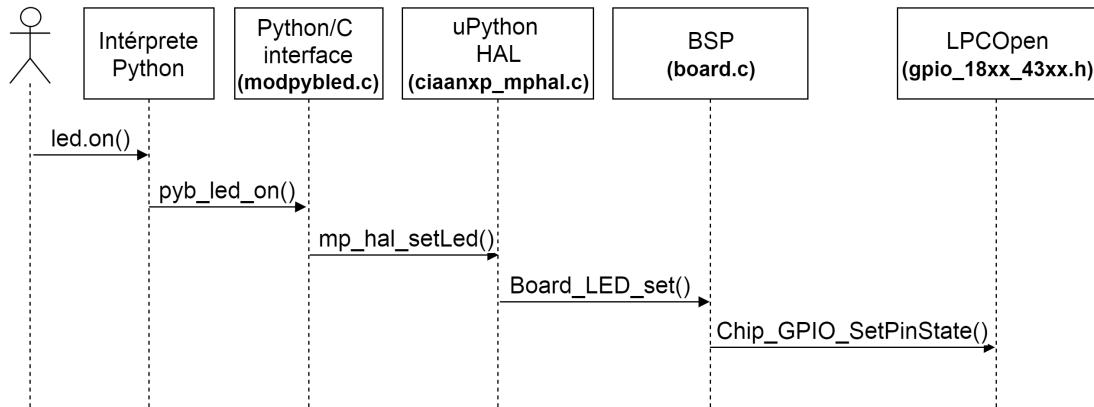 Intérprete
Python
Python/C
interface
(modpybled.c)
uPython
HAL
(ciaanxp_mphal.c)
BSP
(board.c)
LPCOpen
(gpio_18xx_43xx.h)
led.on()
pyb_led_on()
mp_hal_setLed()
Board_LED_set()
Chip_GPIO_SetPinState()